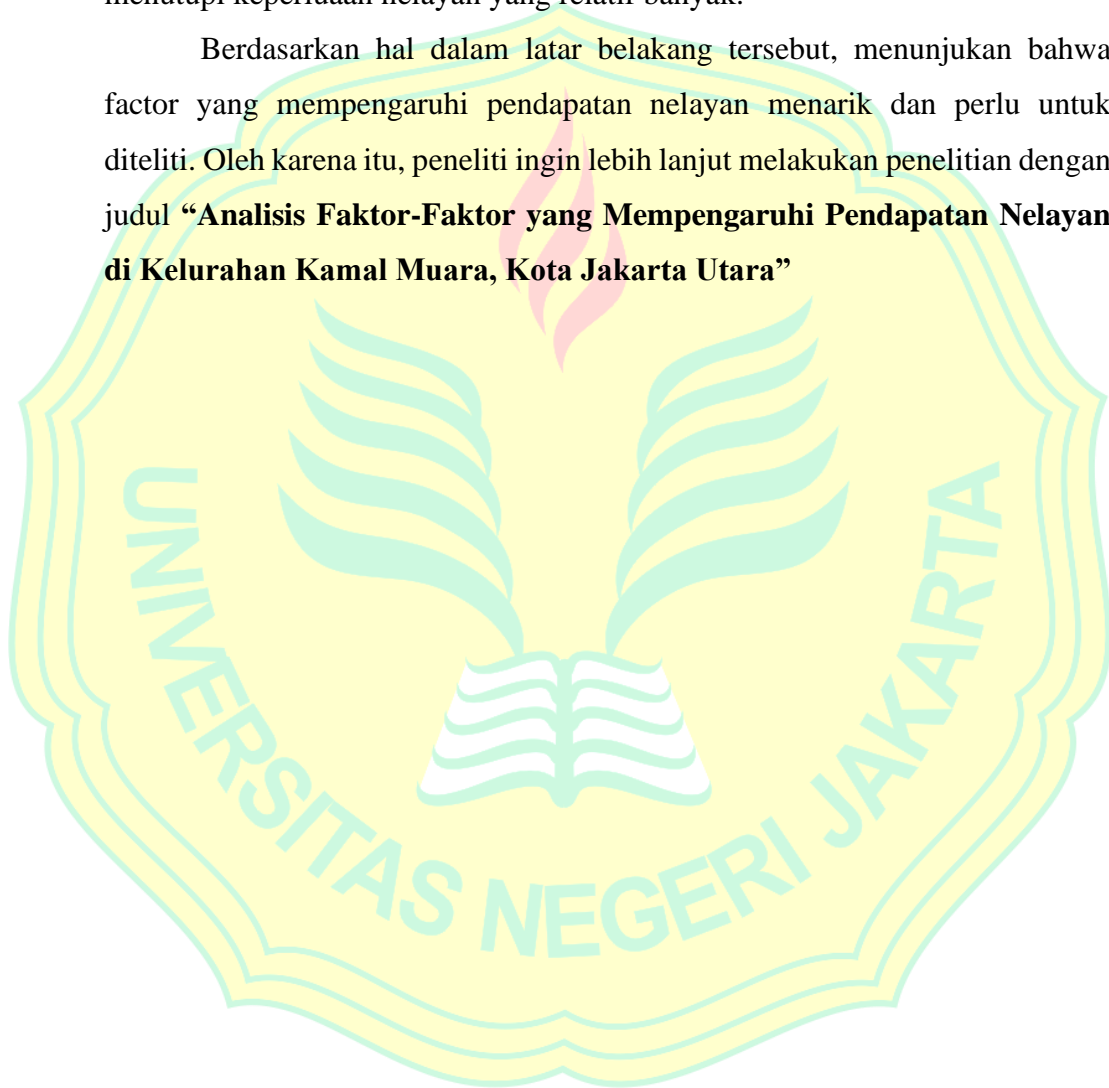 menutupi keperluaan nelayan yang relatif banyak.
Berdasarkan hal dalam latar belakang tersebut, menunjukan bahwa
factor yang mempengaruhi pendapatan nelayan menarik dan perlu untuk
diteliti. Oleh karena itu, peneliti ingin lebih lanjut melakukan penelitian dengan
judul “Analisis Faktor-Faktor yang Mempengaruhi Pendapatan Nelayan
di Kelurahan Kamal Muara, Kota Jakarta Utara”
UNIVERSITAS NEGERI JAKARTA